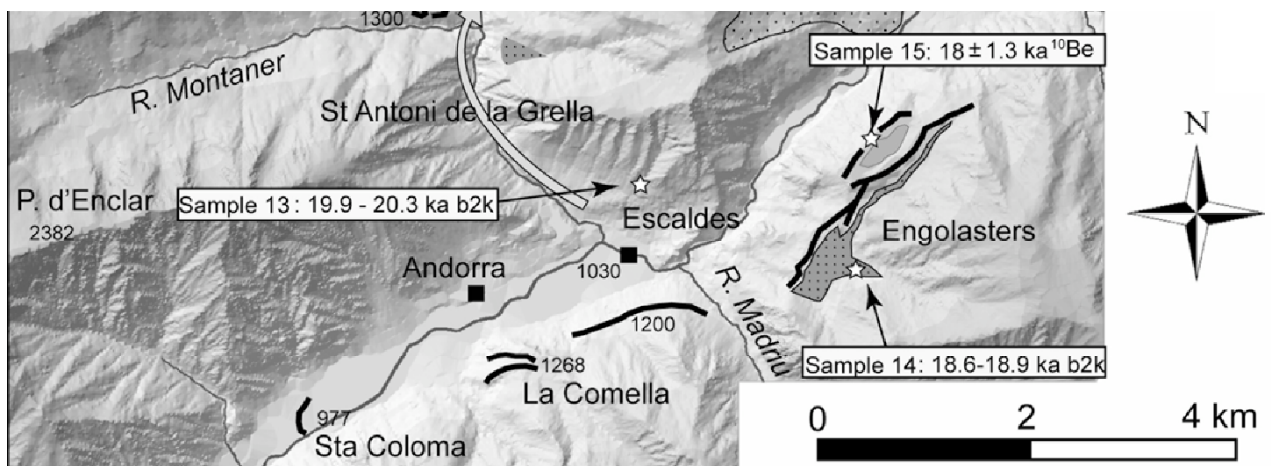 1300
R. Montaner
Sample 15: 18 ± 1.3 ka ¹⁰Be
St Antoni de la Grella
N
P. d'Enclar
2382
Sample 13: 19.9 - 20.3 ka b2k
Escaldes
Engolasters
Andorra
1030
R. Madriu
1200
1268
La Comella
Sample 14: 18.6-18.9 ka b2k
977
Sta Coloma
0 2 4 km